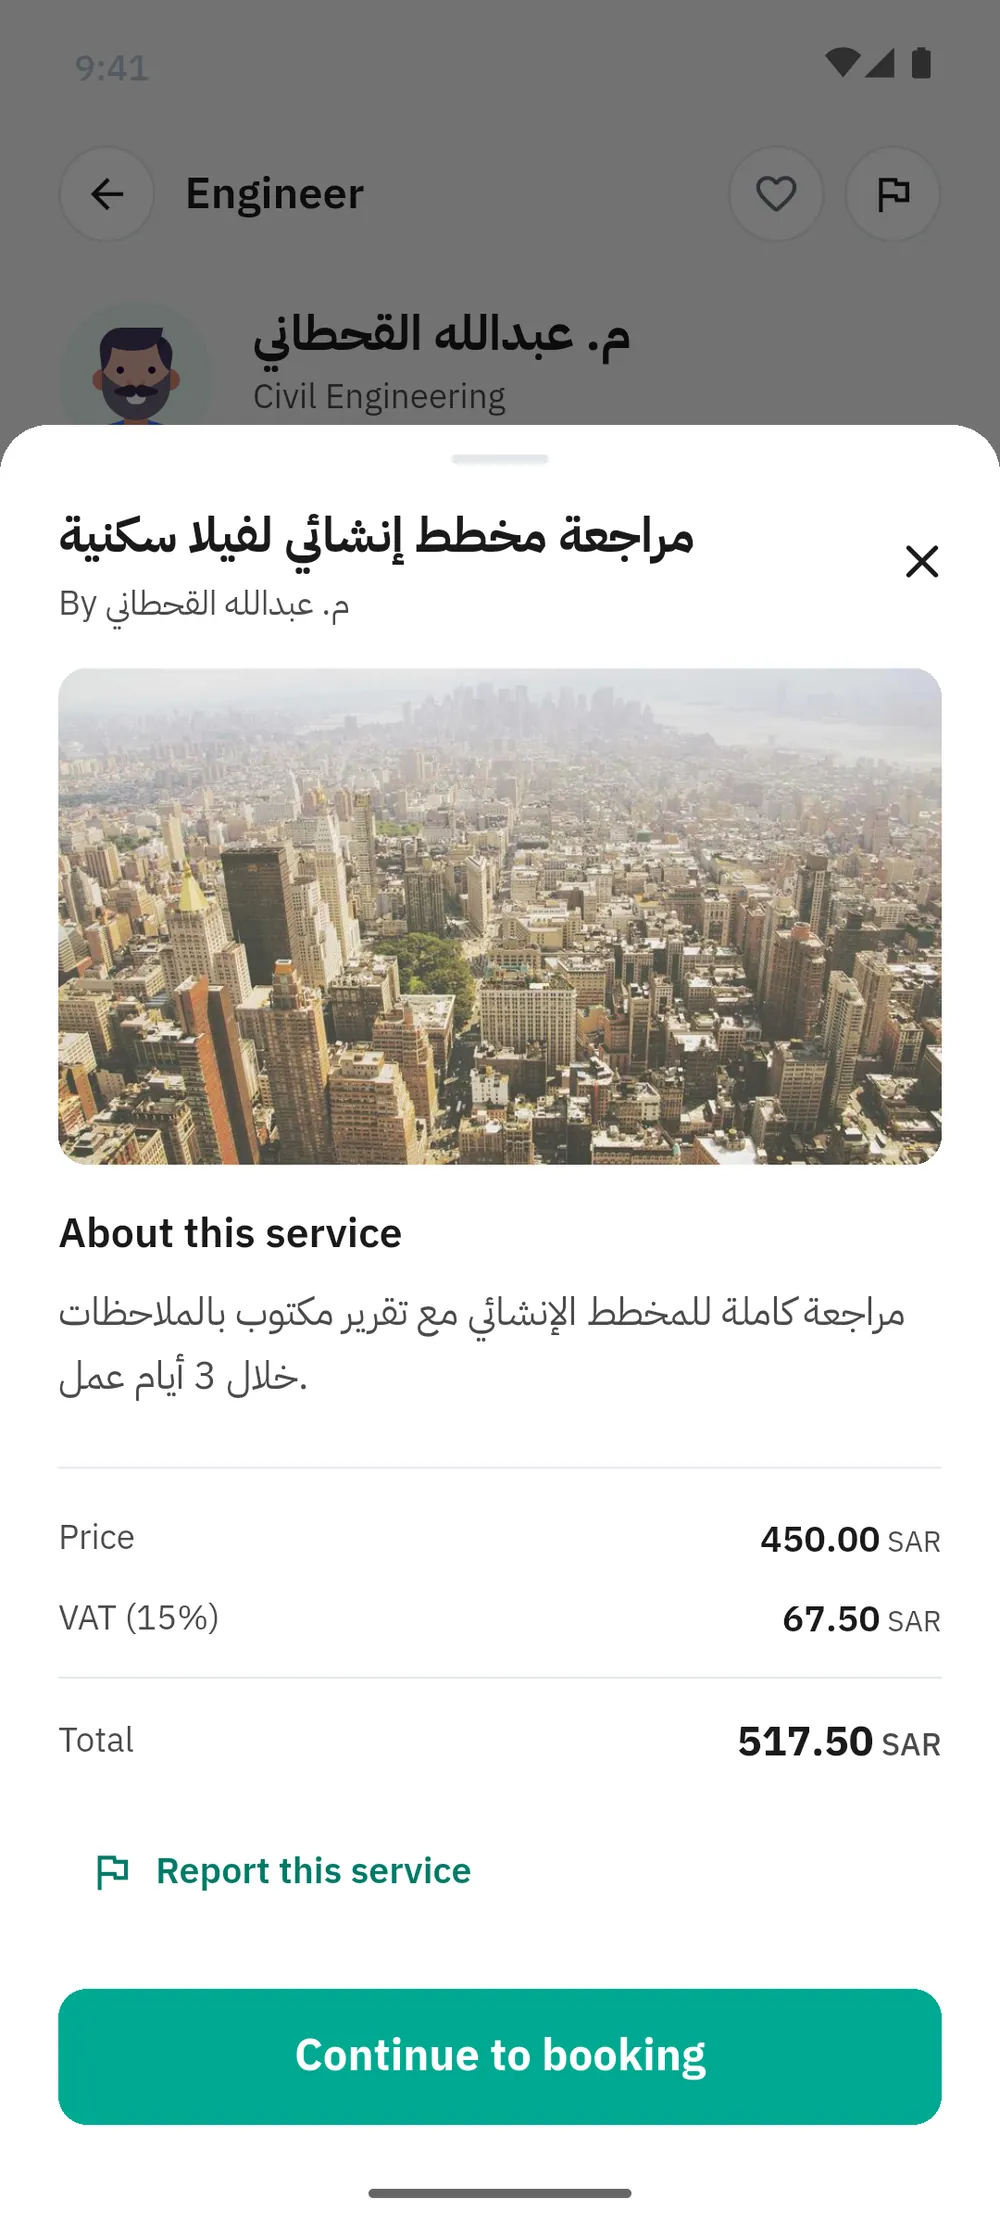 9:41
Engineer
م. عبدالله القحطاني
Civil Engineering
مراجعة مخطط إنشائي لفيلا سكنية
By م. عبدالله القحطاني
About this service
مراجعة كاملة للمخطط الإنشائي مع تقرير مكتوب بالملاحظات
خلال 3 أيام عمل.
Price 450.00 SAR
VAT (15%) 67.50 SAR
Total 517.50 SAR
Report this service
Continue to booking